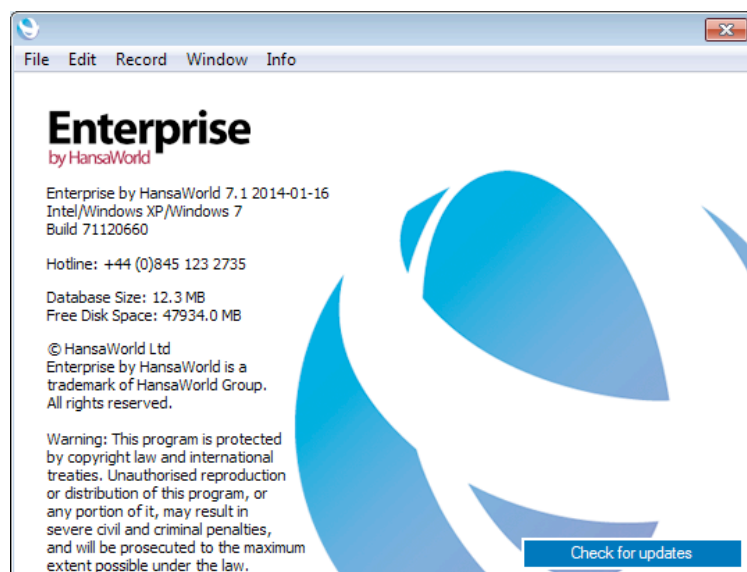 File Edit Record Window Info
Enterprise
by HansaWorld
Enterprise by HansaWorld 7.1 2014-01-16
Intel/Windows XP/Windows 7
Build 71120660
Hotline: +44 (0)845 123 2735
Database Size: 12.3 MB
Free Disk Space: 47934.0 MB
© HansaWorld Ltd
Enterprise by HansaWorld is a
trademark of HansaWorld Group.
All rights reserved.
Warning: This program is protected
by copyright law and international
treaties. Unauthorised reproduction
or distribution of this program, or
any portion of it, may result in
severe civil and criminal penalties,
and will be prosecuted to the maximum
extent possible under the law.
Check for updates